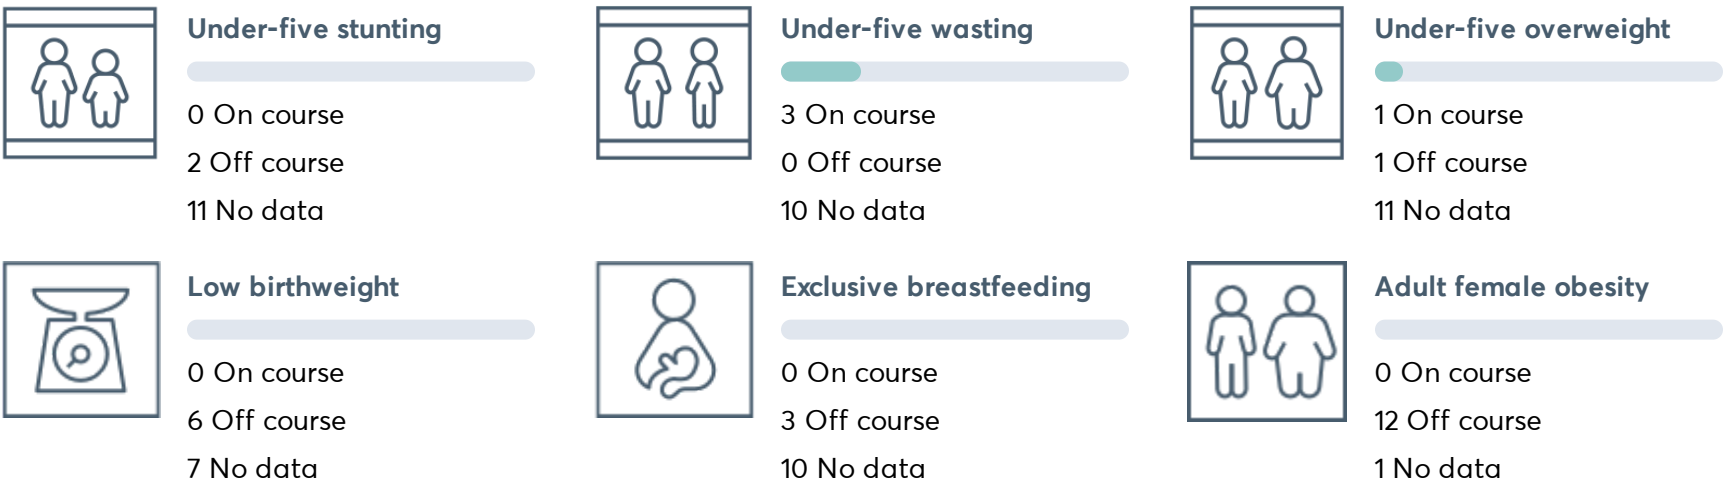 Under-five stunting
0 On course
2 Off course
11 No data
Under-five wasting
3 On course
0 Off course
10 No data
Under-five overweight
1 On course
1 Off course
11 No data
Low birthweight
0 On course
6 Off course
7 No data
Exclusive breastfeeding
0 On course
3 Off course
10 No data
Adult female obesity
0 On course
12 Off course
1 No data